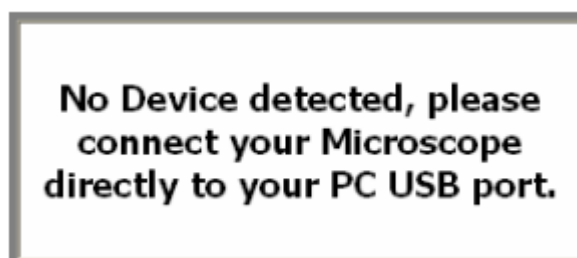 No Device detected, please
connect your Microscope
directly to your PC USB port.